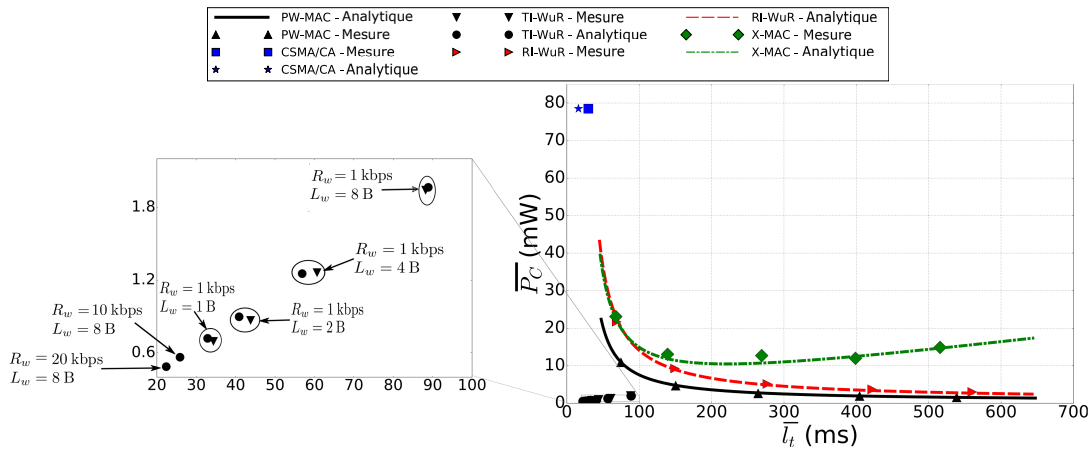 PW-MAC - Analytique
PW-MAC - Mesure
CSMA/CA - Mesure
CSMA/CA - Analytique
TI-WuR - Mesure
TI-WuR - Analytique
RI-WuR - Mesure
RI-WuR - Analytique
X-MAC - Mesure
X-MAC - Analytique
R_w = 1 kbps
L_w = 8 B
R_w = 1 kbps
L_w = 4 B
R_w = 1 kbps
L_w = 1 B
R_w = 1 kbps
L_w = 2 B
R_w = 10 kbps
L_w = 8 B
R_w = 20 kbps
L_w = 8 B
1.8
1.2
0.6
20 30 40 50 60 70 80 90 100
80
70
60
50
40
30
20
10
0
\overline{P_C} (mW)
0 100 200 300 400 500 600 700
\overline{l_t} (ms)